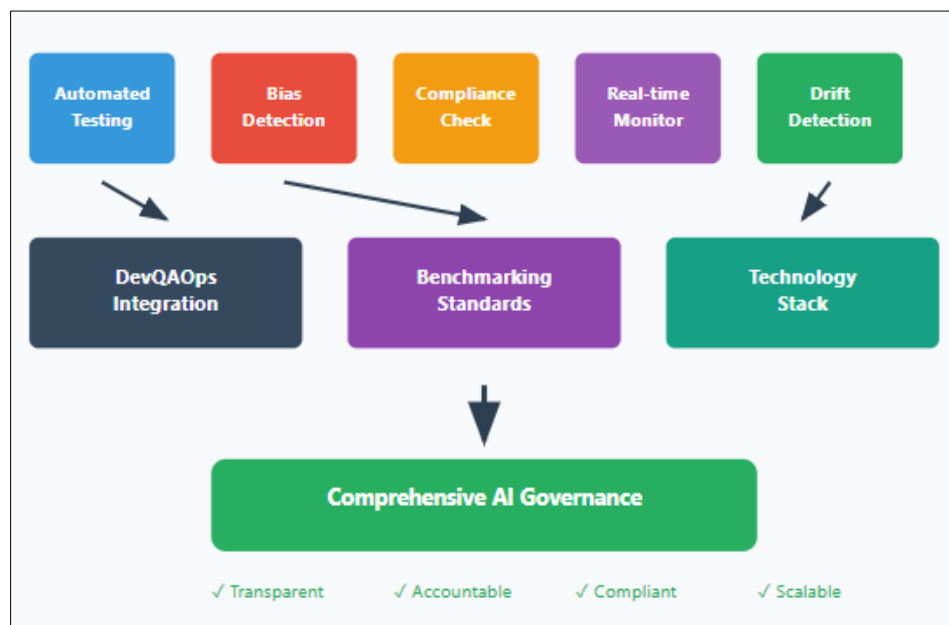 Automated
Testing
Bias
Detection
Compliance
Check
Real-time
Monitor
Drift
Detection
DevQAOps
Integration
Benchmarking
Standards
Technology
Stack
Comprehensive AI Governance
✓ Transparent
✓ Accountable
✓ Compliant
✓ Scalable